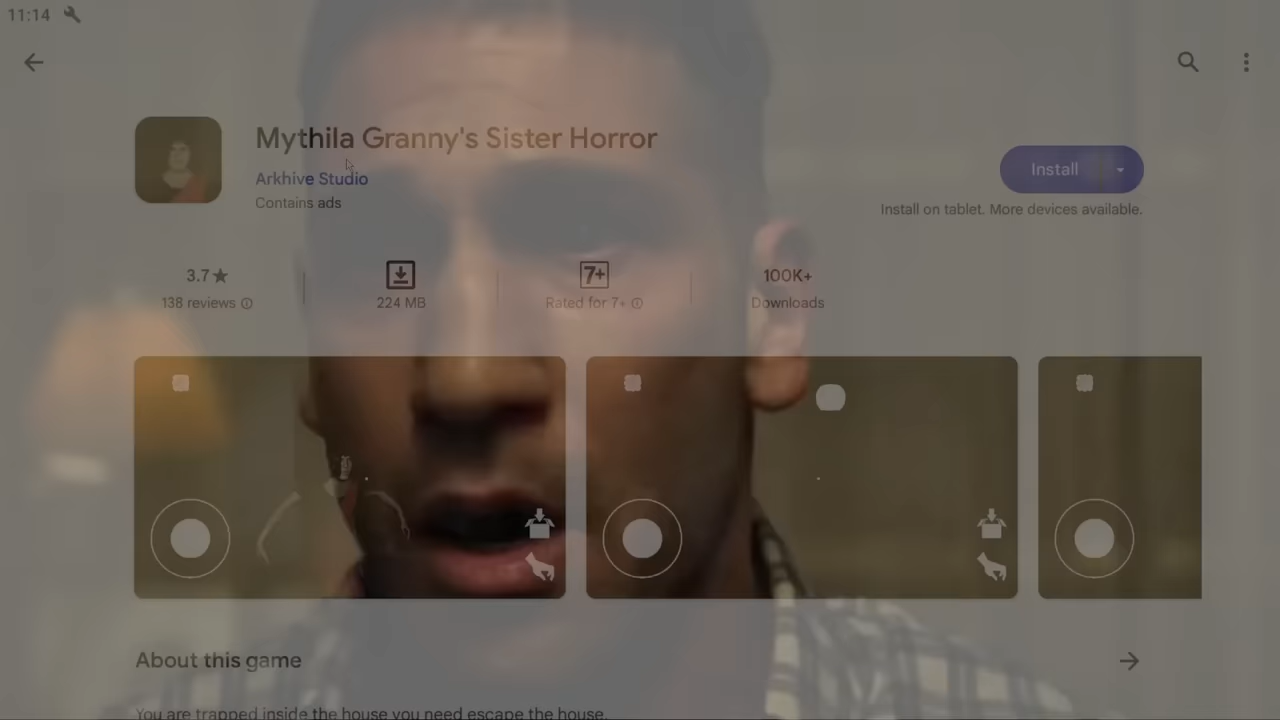 11:14
Mythila Granny's Sister Horror
Arkhive Studio
Contains ads
Install
Install on tablet. More devices available.
3.7★
138 reviews
224 MB
7+
Rated for 7+
100K+
Downloads
About this game
You are trapped inside the house you need escape the house.